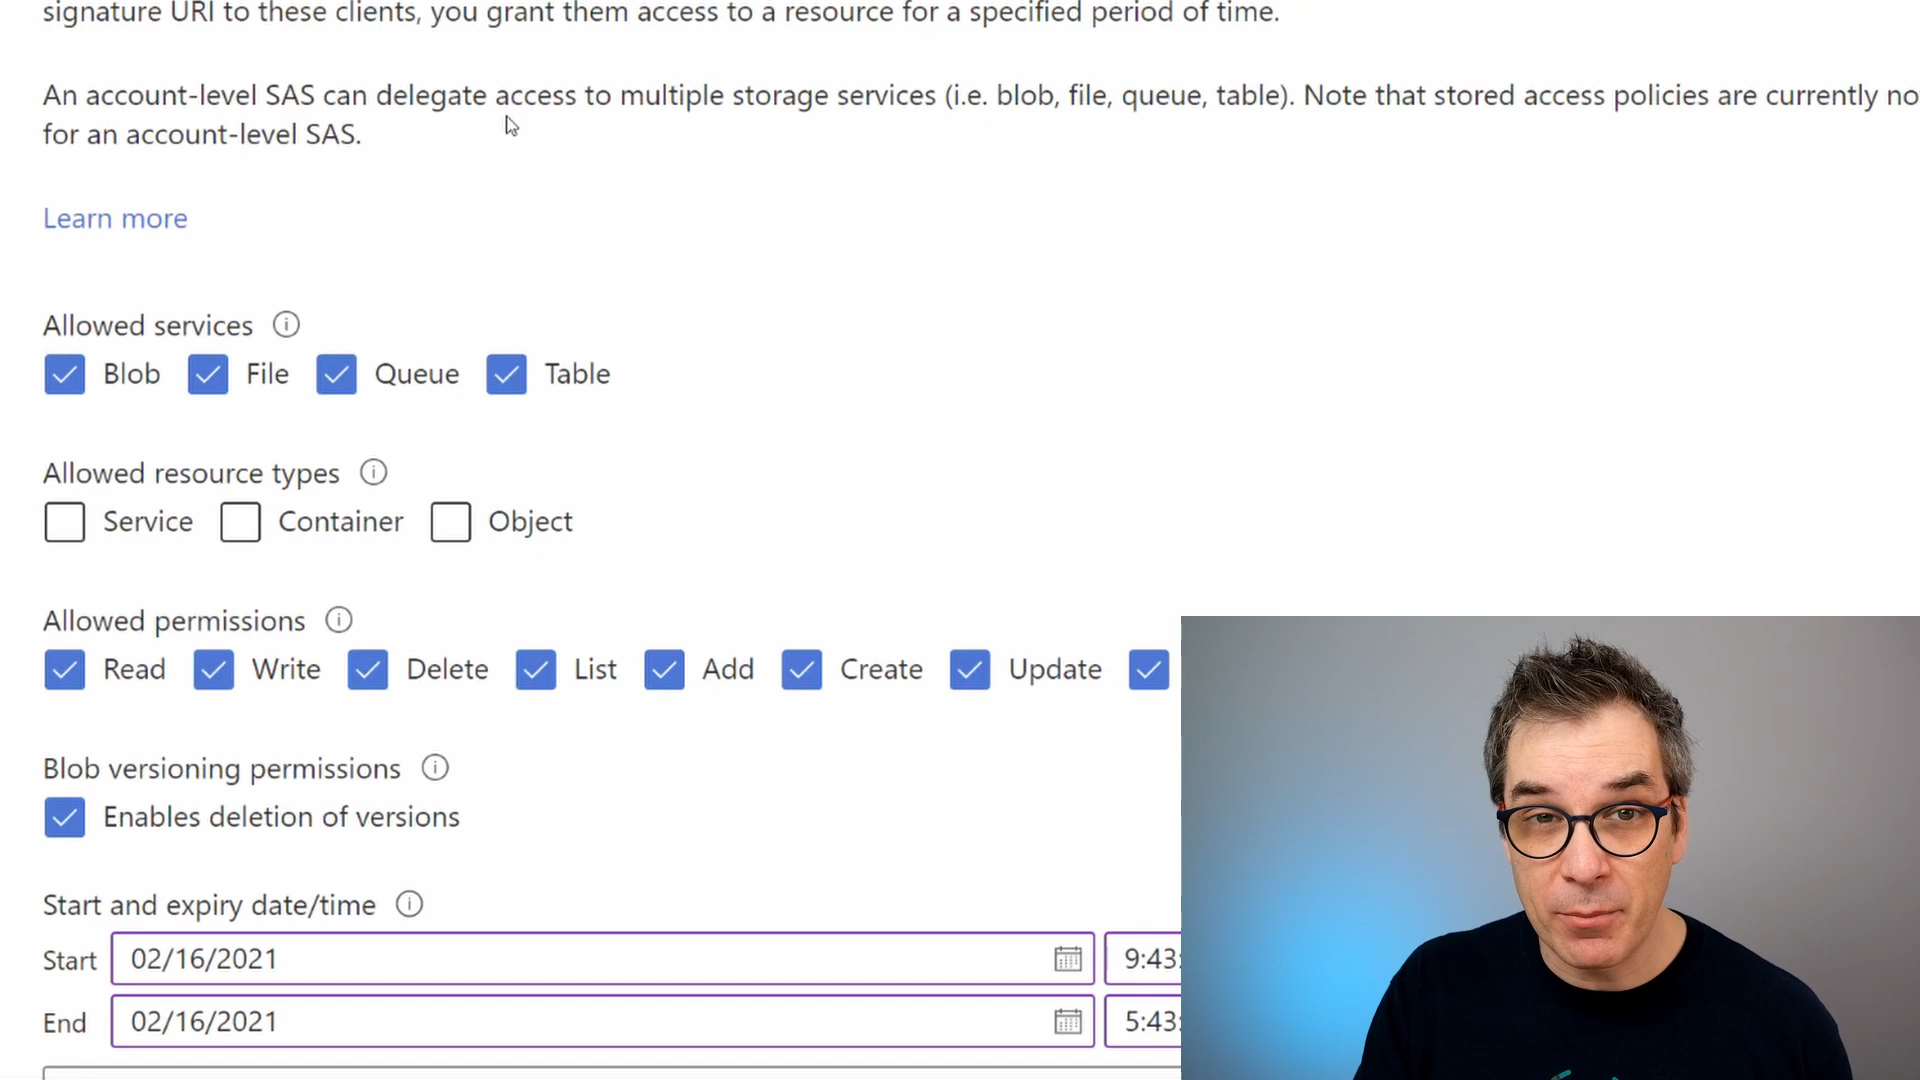 signature URI to these clients, you grant them access to a resource for a specified period of time.
An account-level SAS can delegate access to multiple storage services (i.e. blob, file, queue, table). Note that stored access policies are currently no
for an account-level SAS.
Learn more
Allowed services
Blob File Queue Table
Allowed resource types
Service Container Object
Allowed permissions
Read Write Delete List Add Create Update
Blob versioning permissions
Enables deletion of versions
Start and expiry date/time
Start 02/16/2021 9:43:
End 02/16/2021 5:43: